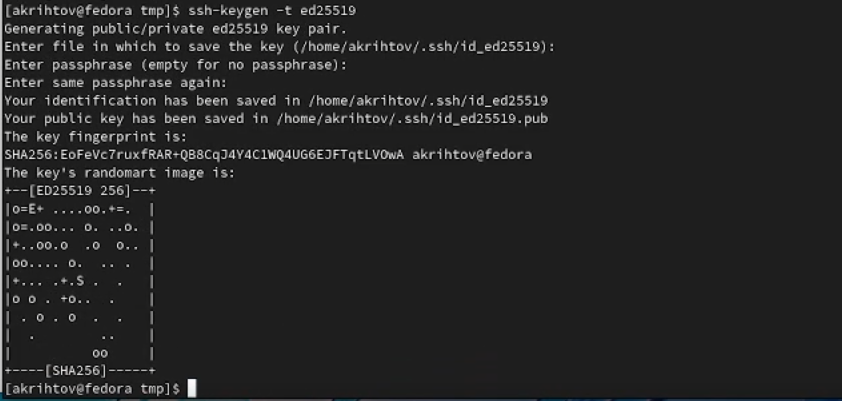 [akrihtov@fedora tmp]$ ssh-keygen -t ed25519
Generating public/private ed25519 key pair.
Enter file in which to save the key (/home/akrihtov/.ssh/id_ed25519):
Enter passphrase (empty for no passphrase):
Enter same passphrase again:
Your identification has been saved in /home/akrihtov/.ssh/id_ed25519
Your public key has been saved in /home/akrihtov/.ssh/id_ed25519.pub
The key fingerprint is:
SHA256:EoFeVc7ruxfRAR+QB8CqJ4Y4C1WQ4UG6EJFTqtLVOwA akrihtov@fedora
The key's randomart image is:
+--[ED25519 256]--+
|o=E+ ....oo.+=.  |
|o=.oo... o. ..o. |
|+..oo.o  .o  o.. |
|oo.... o.  .. .  |
|+... .+.S .  .   |
|o o . +o..  .    |
| . o . o  .  .   |
|  .        ..    |
|          oo     |
+----[SHA256]-----+
[akrihtov@fedora tmp]$